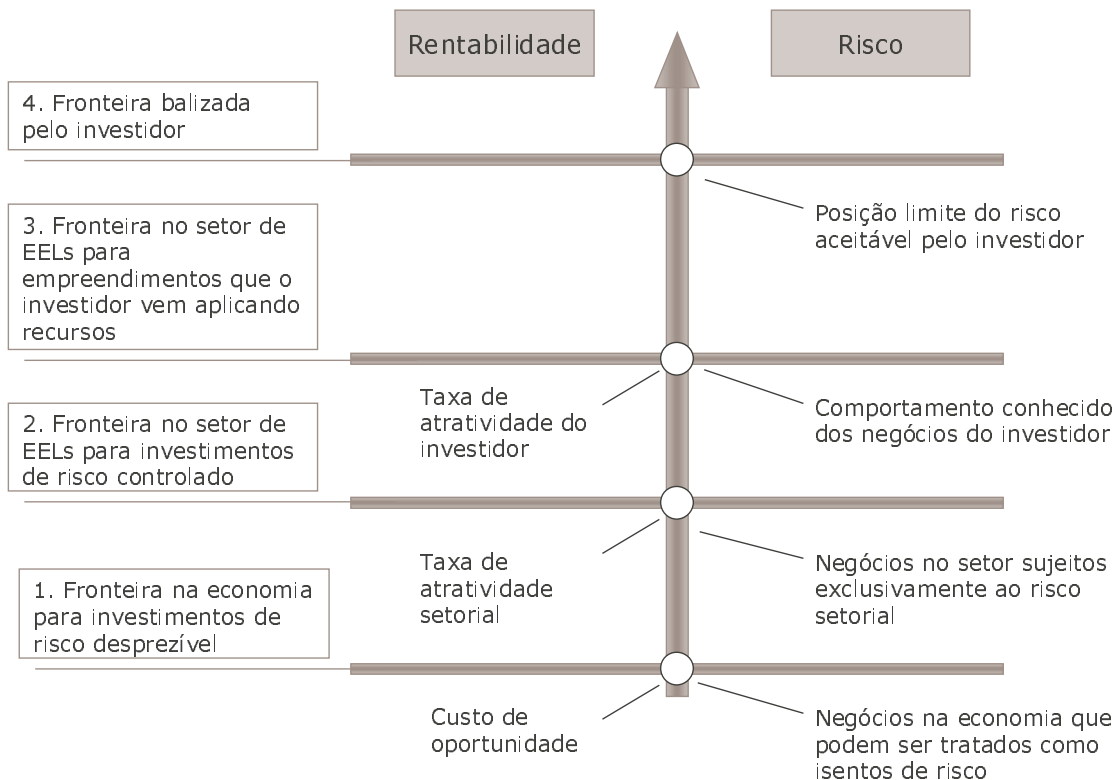 Rentabilidade
Risco
4. Fronteira balizada
pelo investidor
Posição limite do risco
aceitável pelo investidor
3. Fronteira no setor de
EELs para
empreendimentos que o
investidor vem aplicando
recursos
Taxa de
atratividade do
investidor
Comportamento conhecido
dos negócios do investidor
2. Fronteira no setor de
EELs para investimentos
de risco controlado
Taxa de
atratividade
setorial
Negócios no setor sujeitos
exclusivamente ao risco
setorial
1. Fronteira na economia
para investimentos de
risco desprezível
Custo de
oportunidade
Negócios na economia que
podem ser tratados como
isentos de risco